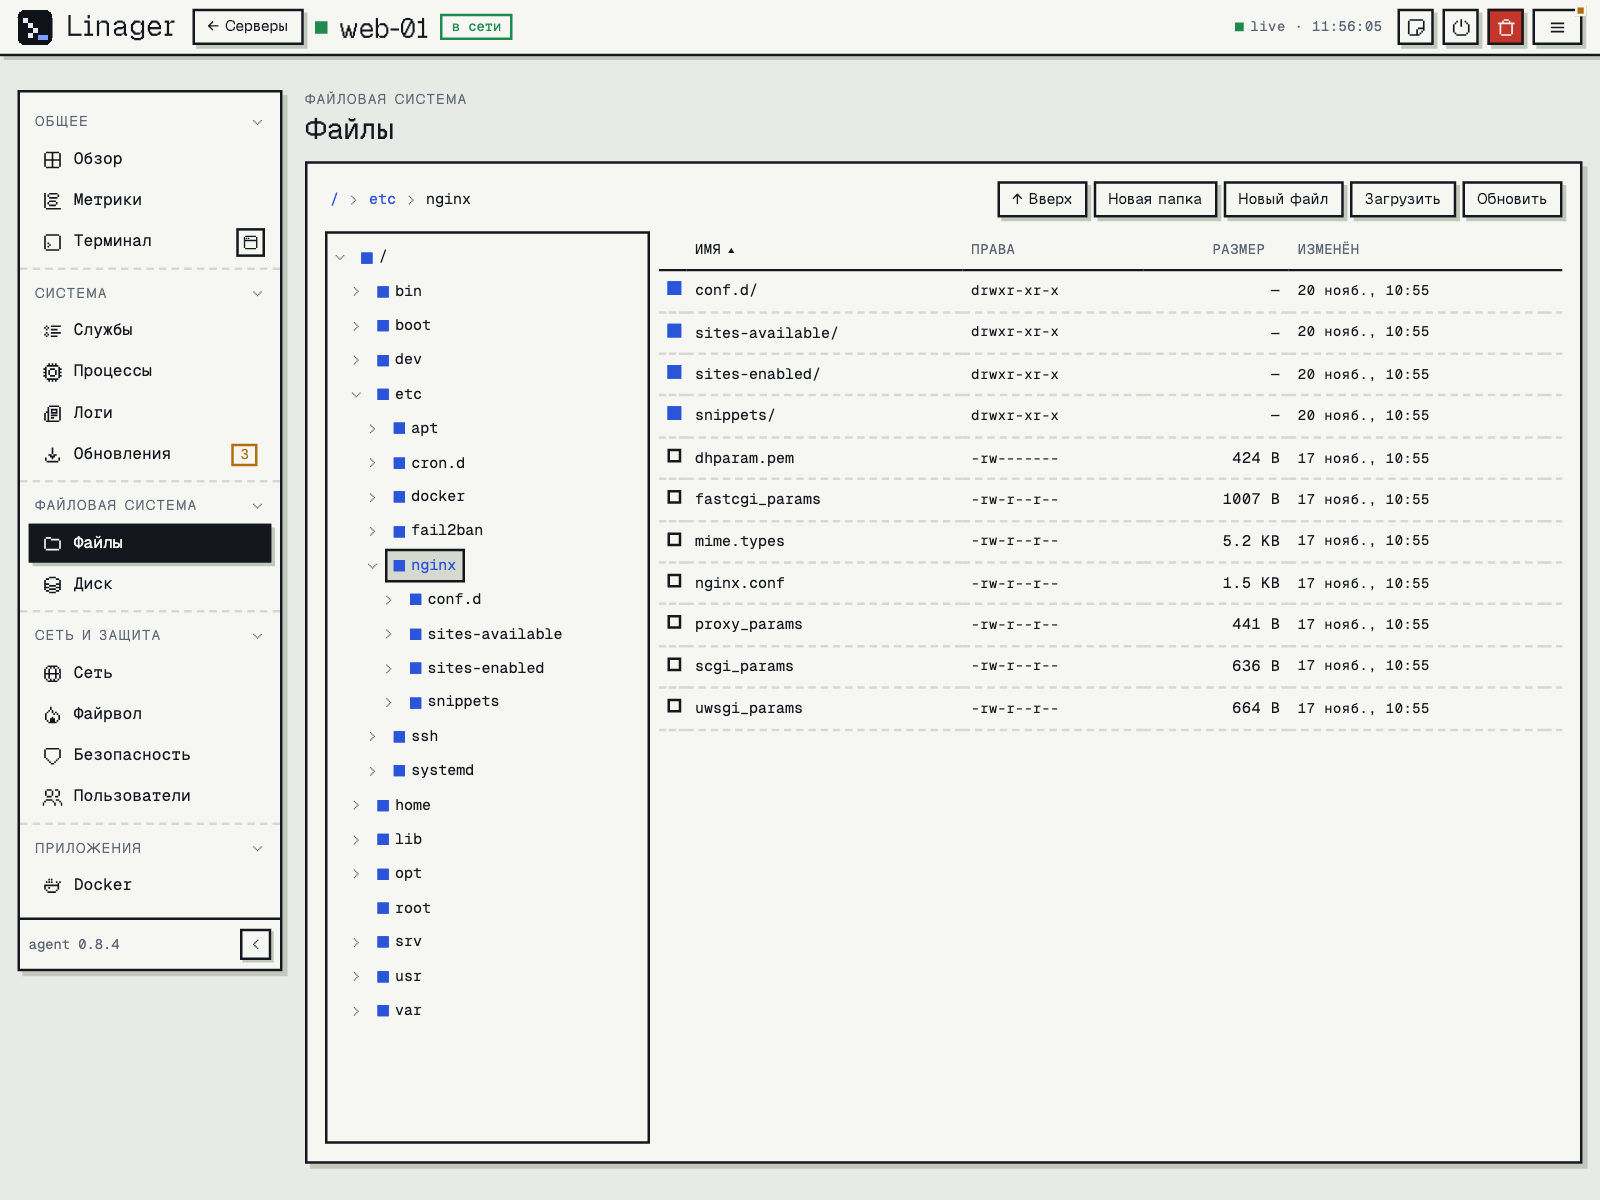 Linager
← Серверы
web-01
в сети
live · 11:56:05
ОБЩЕЕ
Обзор
Метрики
Терминал
СИСТЕМА
Службы
Процессы
Логи
Обновления 3
ФАЙЛОВАЯ СИСТЕМА
Файлы
Диск
СЕТЬ И ЗАЩИТА
Сеть
Файрвол
Безопасность
Пользователи
ПРИЛОЖЕНИЯ
Docker
agent 0.8.4
ФАЙЛОВАЯ СИСТЕМА
Файлы
/ > etc > nginx
↑ Вверх
Новая папка
Новый файл
Загрузить
Обновить
/
bin
boot
dev
etc
apt
cron.d
docker
fail2ban
nginx
conf.d
sites-available
sites-enabled
snippets
ssh
systemd
home
lib
opt
root
srv
usr
var
ИМЯ ▲ ПРАВА РАЗМЕР ИЗМЕНЁН
conf.d/ drwxr-xr-x — 20 нояб., 10:55
sites-available/ drwxr-xr-x — 20 нояб., 10:55
sites-enabled/ drwxr-xr-x — 20 нояб., 10:55
snippets/ drwxr-xr-x — 20 нояб., 10:55
dhparam.pem -rw------- 424 B 17 нояб., 10:55
fastcgi_params -rw-r--r-- 1007 B 17 нояб., 10:55
mime.types -rw-r--r-- 5.2 KB 17 нояб., 10:55
nginx.conf -rw-r--r-- 1.5 KB 17 нояб., 10:55
proxy_params -rw-r--r-- 441 B 17 нояб., 10:55
scgi_params -rw-r--r-- 636 B 17 нояб., 10:55
uwsgi_params -rw-r--r-- 664 B 17 нояб., 10:55